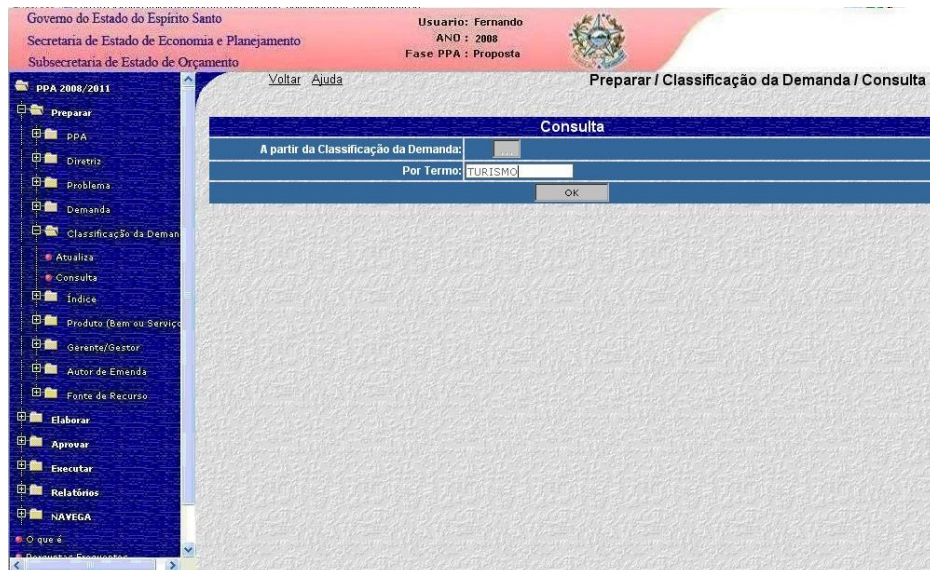 Governo do Estado do Espírito Santo
Secretaria de Estado de Economia e Planejamento
Subsecretaria de Estado de Orçamento
Usuario: Fernando
ANO : 2008
Fase PPA : Proposta
Voltar Ajuda
Preparar / Classificação da Demanda / Consulta
PPA 2008/2011
Preparar
PPA
Diretriz
Problema
Demanda
Classificação da Deman
Atualiza
Consulta
Índice
Produto (Bem ou Serviço
Gerente/Gestor
Autor de Emenda
Fonte de Recurso
Elaborar
Aprovar
Executar
Relatórios
NAVEGA
O que é
Perguntas Frequentes
Consulta
A partir da Classificação da Demanda: ...
Por Termo: TURISMO
OK